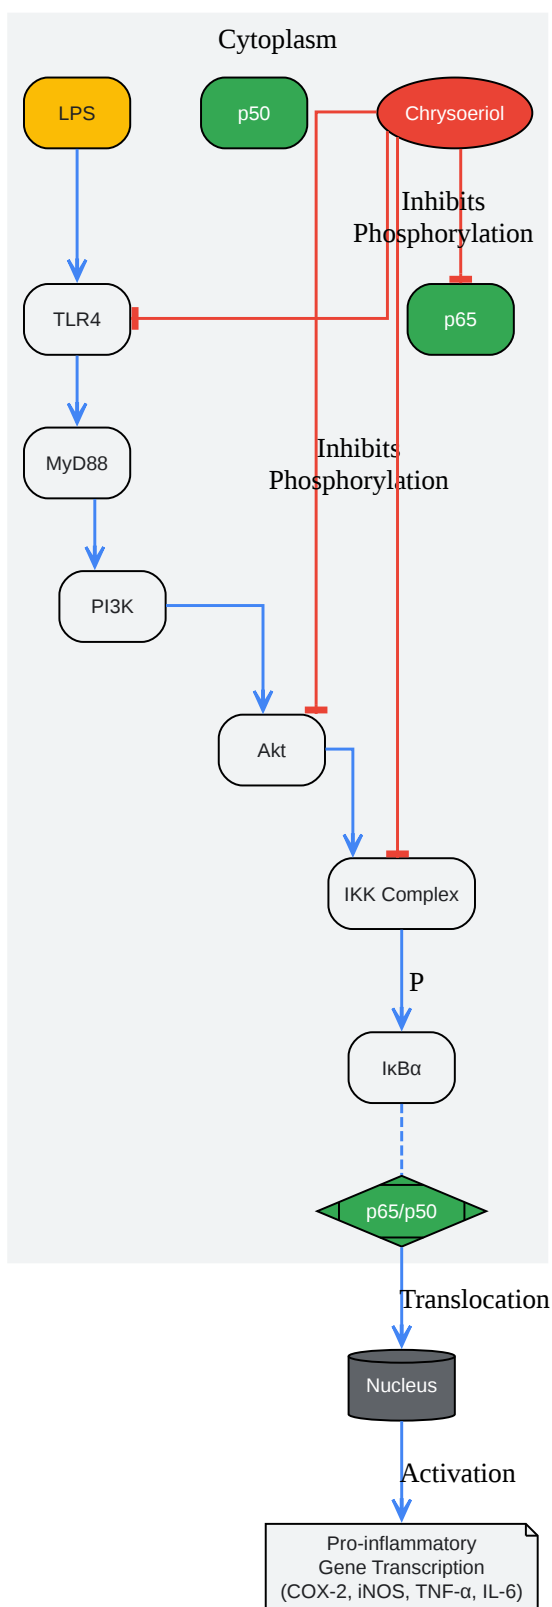 Cytoplasm
LPS
p50
Chrysoeriol
Inhibits
Phosphorylation
TLR4
p65
MyD88
Inhibits
Phosphorylation
PI3K
Akt
IKK Complex
P
IκBα
p65/p50
Translocation
Nucleus
Activation
Pro-inflammatory
Gene Transcription
(COX-2, iNOS, TNF-α, IL-6)